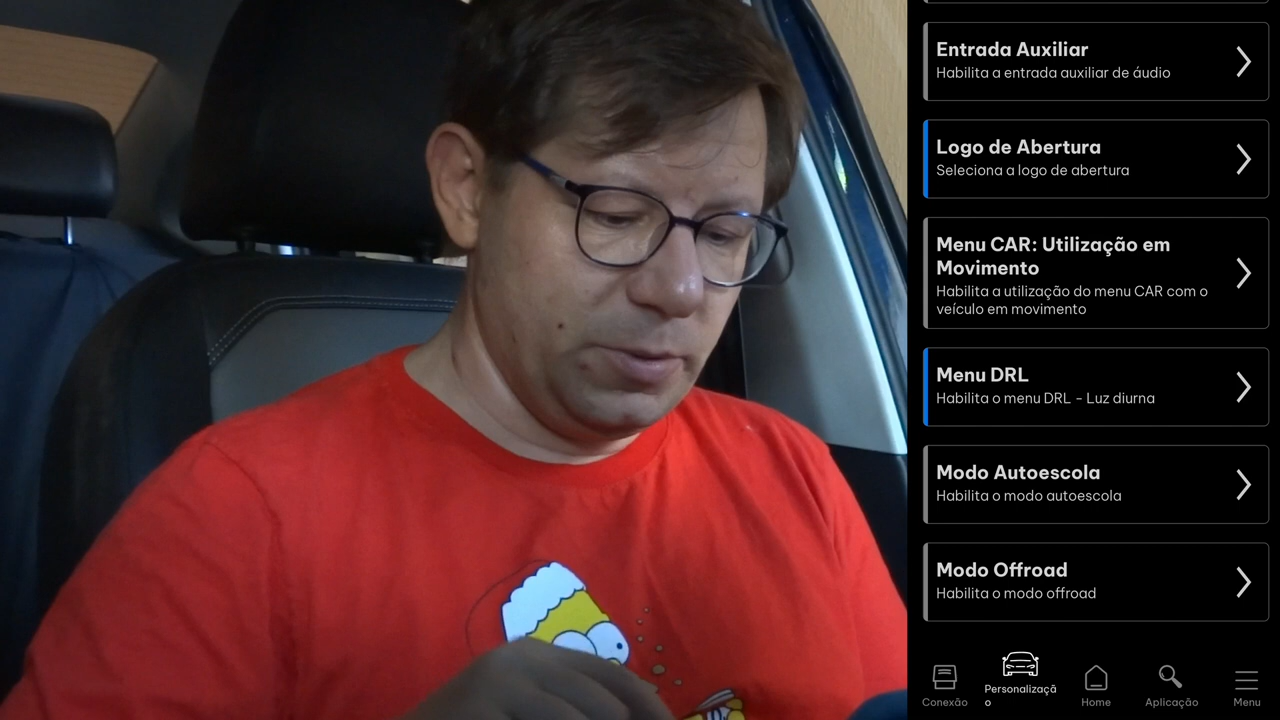 Entrada Auxiliar
Habilita a entrada auxiliar de áudio
Logo de Abertura
Seleciona a logo de abertura
Menu CAR: Utilização em
Movimento
Habilita a utilização do menu CAR com o
veículo em movimento
Menu DRL
Habilita o menu DRL - Luz diurna
Modo Autoescola
Habilita o modo autoescola
Modo Offroad
Habilita o modo offroad
Conexão
Personalizaçã
o
Home
Aplicação
Menu